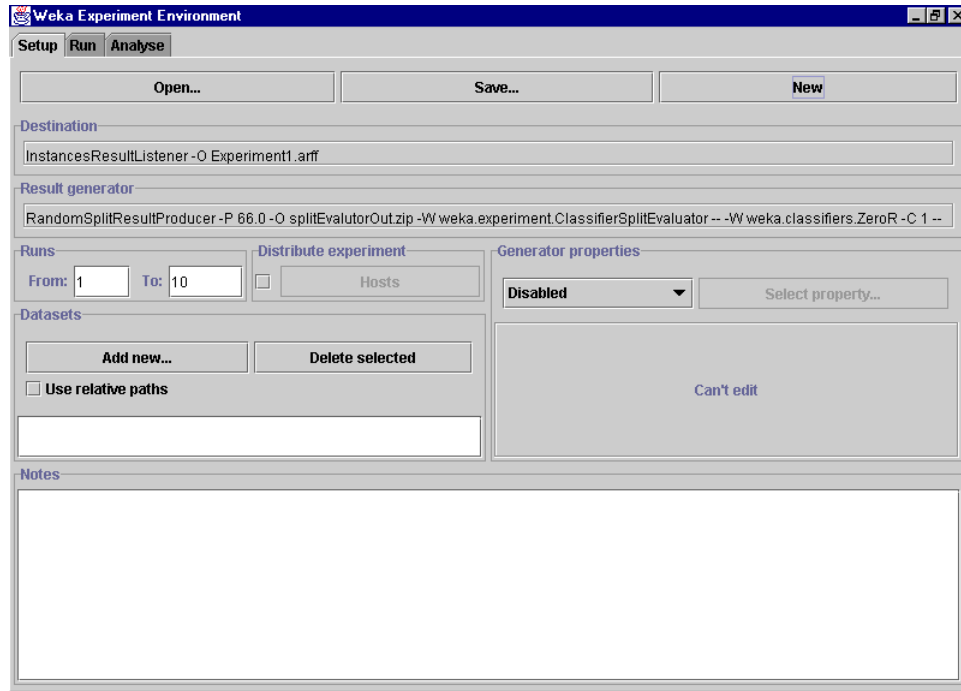 Weka Experiment Environment
Setup Run Analyse
Open... Save... New
Destination
InstancesResultListener -O Experiment1.arff
Result generator
RandomSplitResultProducer -P 66.0 -O splitEvalutorOut.zip -W weka.experiment.ClassifierSplitEvaluator -- -W weka.classifiers.ZeroR -C 1 --
Runs Distribute experiment Generator properties
From: 1 To: 10 Hosts
Disabled Select property...
Datasets
Add new... Delete selected
Use relative paths
Can't edit
Notes